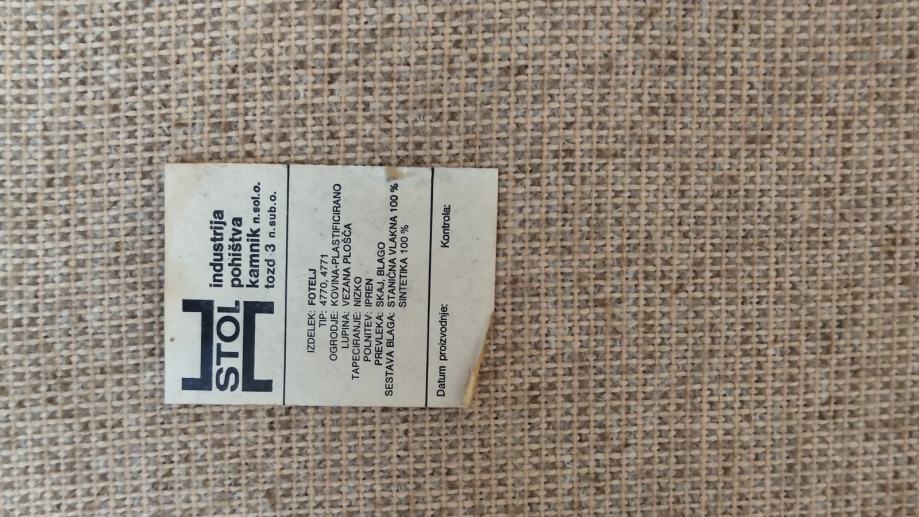 STOL
industrija
pohištva
kamnik n.sol.o.
tozd 3 n.sub.o.
IZDELEK: FOTELJ
TIP: 4770, 4771
OGRODJE: KOVINA-PLASTIFICIRANO
LUPINA: VEZANA PLOŠČA
TAPECIRANJE: NIZKO
POLNITEV: IPREN
PREVLEKA: SKAJ, BLAGO
SESTAVA BLAGA: STANIČNA VLAKNA 100 %
SINTETIKA 100 %
Datum proizvodnje: Kontrola: